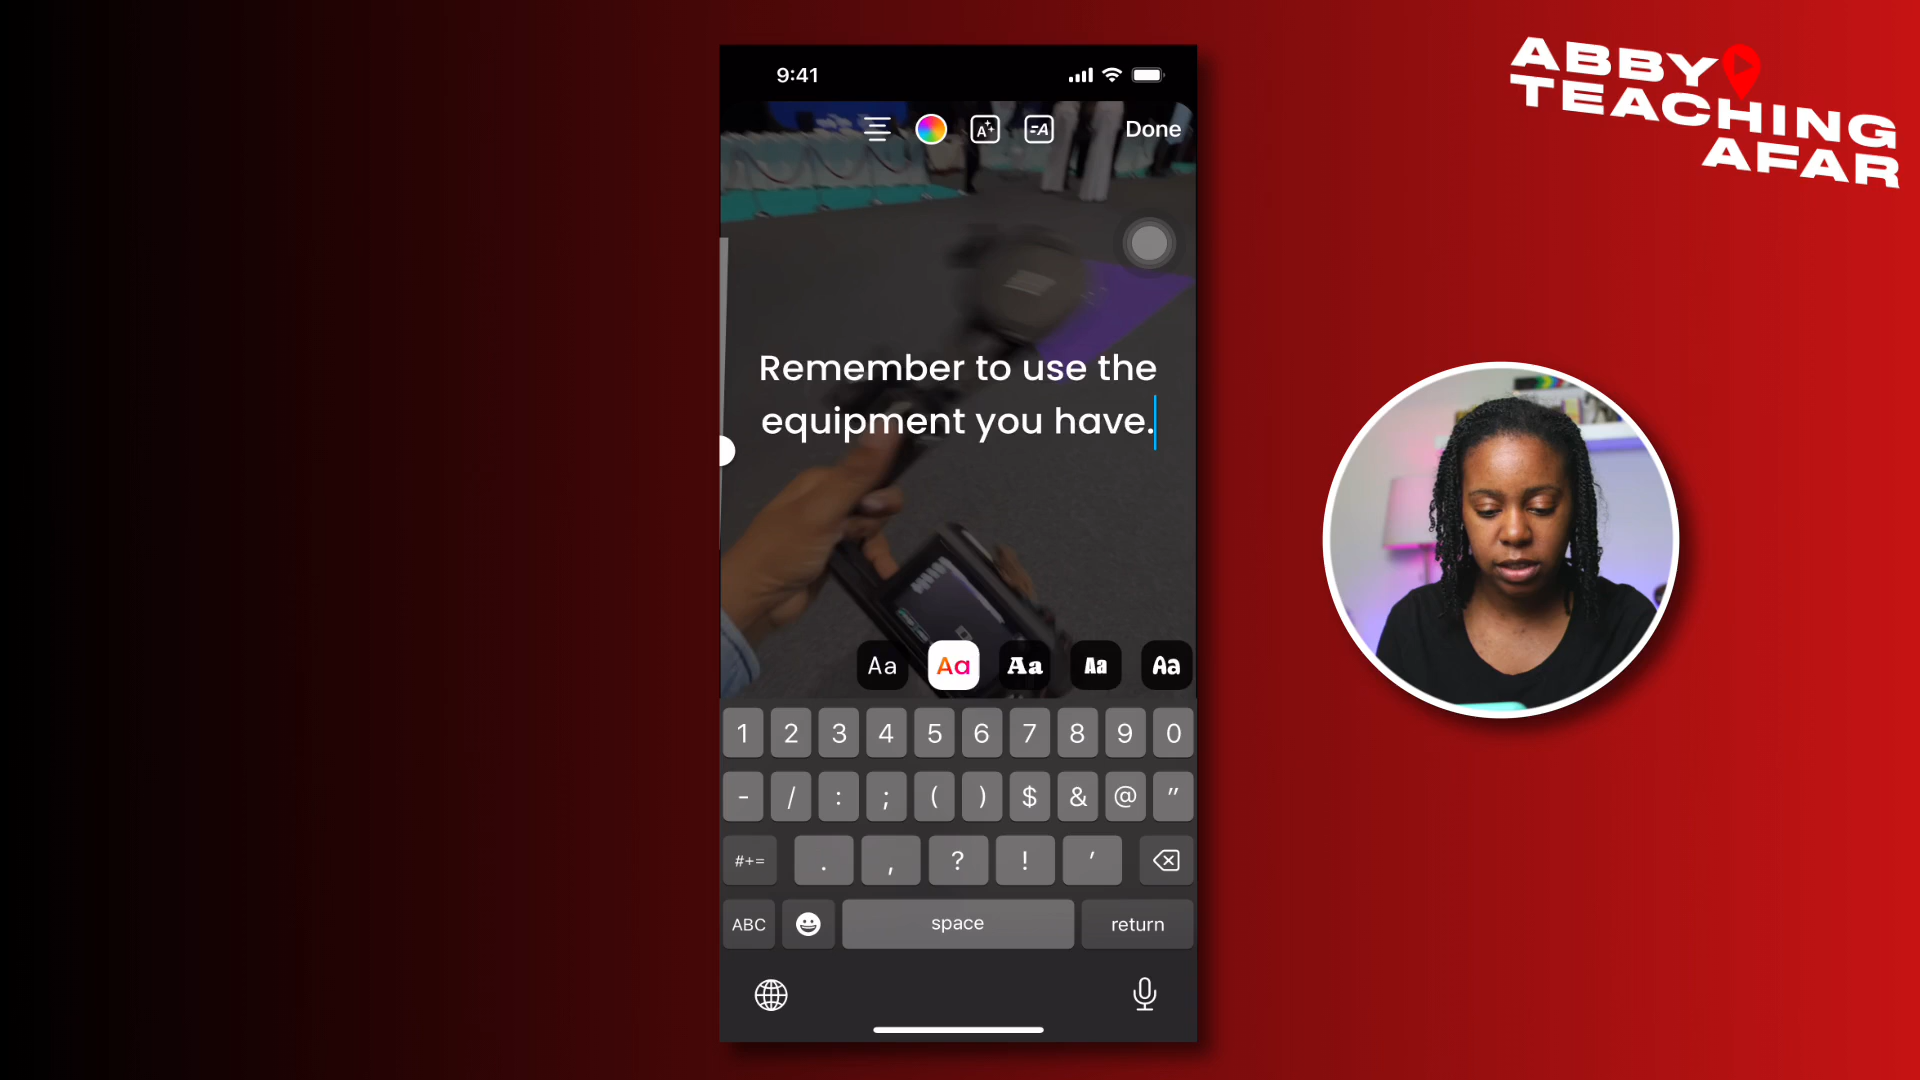 9:41
Done
ABBY
TEACHING
AFAR
Remember to use the
equipment you have.
Aa Aa Aa Aa Aa
1 2 3 4 5 6 7 8 9 0
- / : ; ( ) $ & @ "
#+= . , ? ! '
ABC space return